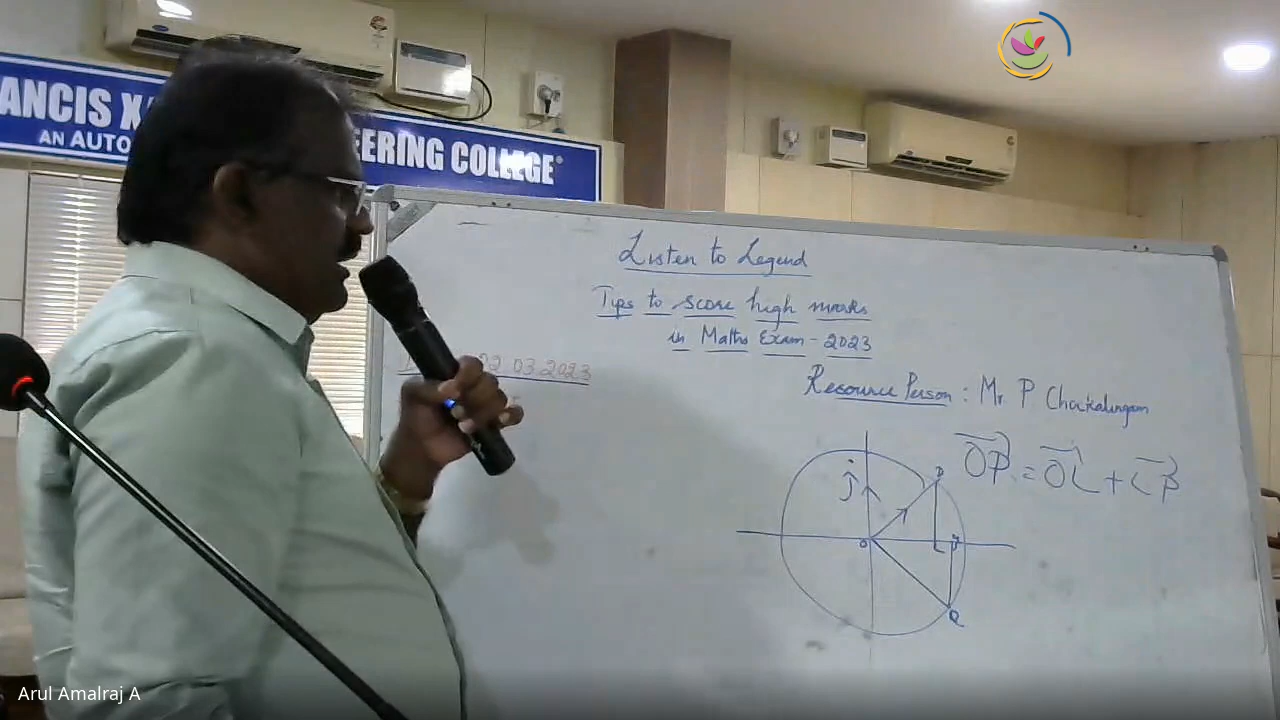 ANCIS X
EERING COLLEGE
AN AUTO
Listen to Legend
Tips to score high marks
in Maths Exam - 2023
02.03.2023
Resource Person : Mr P Chockalingam
OP = OL + LP
j
P
O
L
Q
Arul Amalraj A